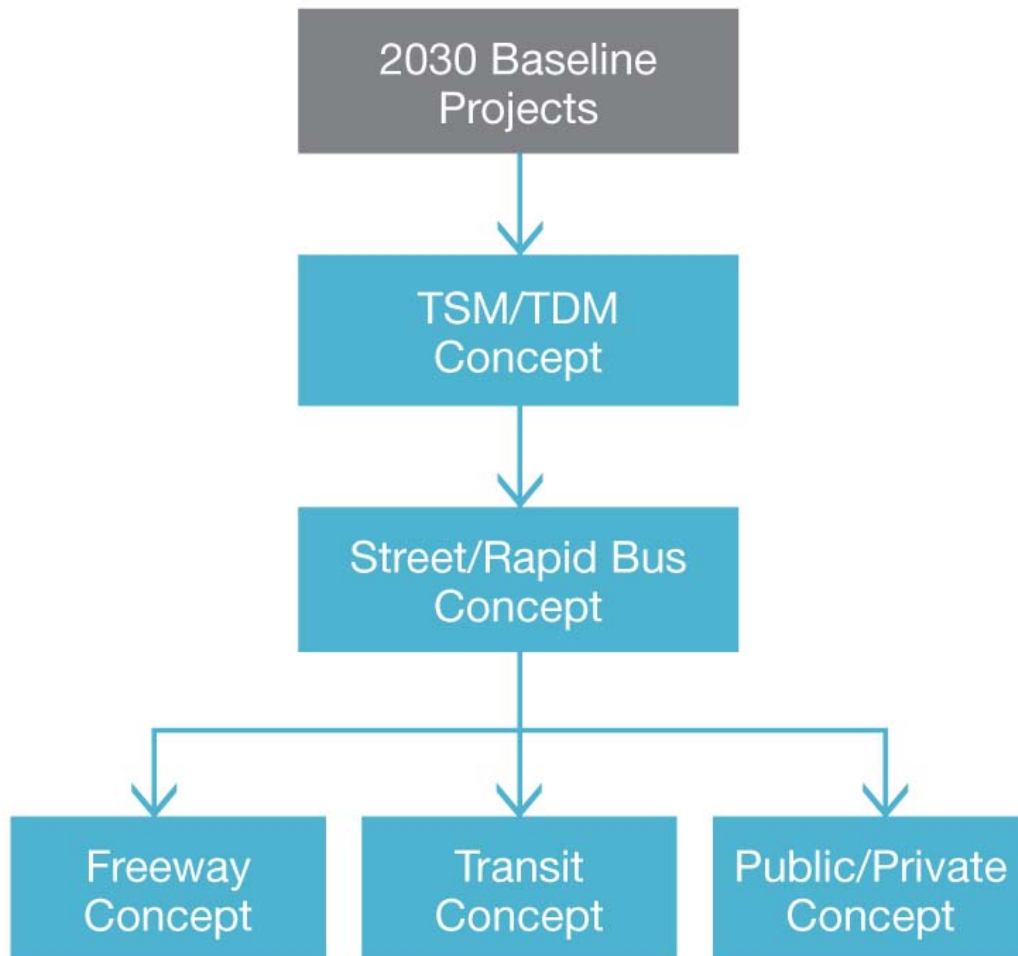 2030 Baseline
Projects
TSM/TDM
Concept
Street/Rapid Bus
Concept
Freeway
Concept
Transit
Concept
Public/Private
Concept